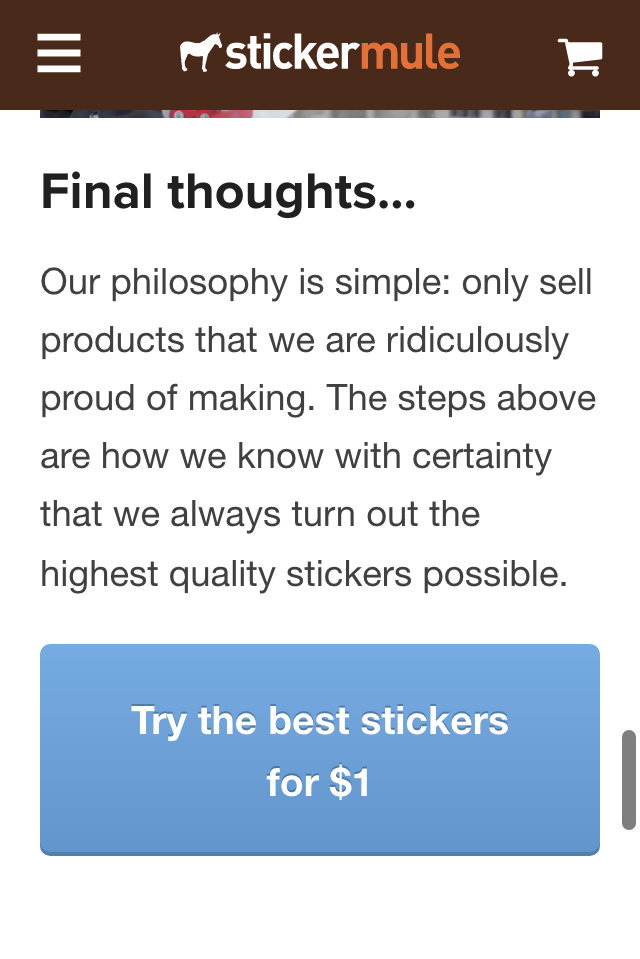 stickermule
Final thoughts...
Our philosophy is simple: only sell
products that we are ridiculously
proud of making. The steps above
are how we know with certainty
that we always turn out the
highest quality stickers possible.
Try the best stickers
for $1